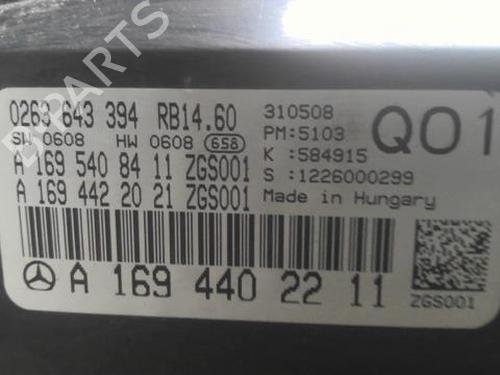 0263 643 394 RB14.60
SW 0608 HW 0608 658
A 169 540 84 11 ZGS001
A 169 442 20 21 ZGS001
310508
PM:5103
K :584915
S :1226000299
Made in Hungary
Q01
A 169 440 22 11
ZGS001
B-PARTS